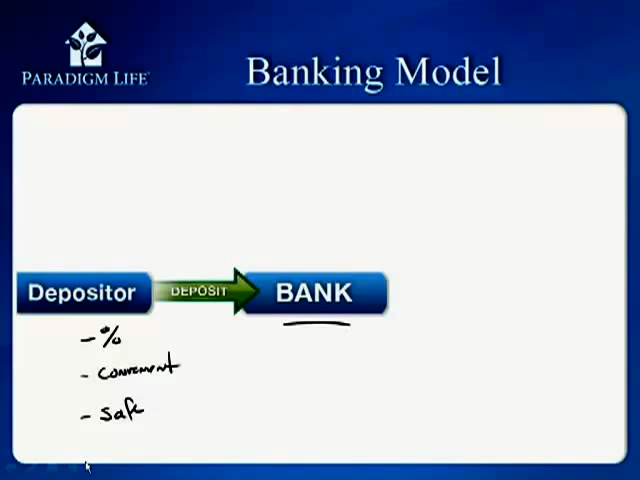 PARADIGM LIFE
Banking Model
Depositor DEPOSIT BANK
- %
- convenient
- safe